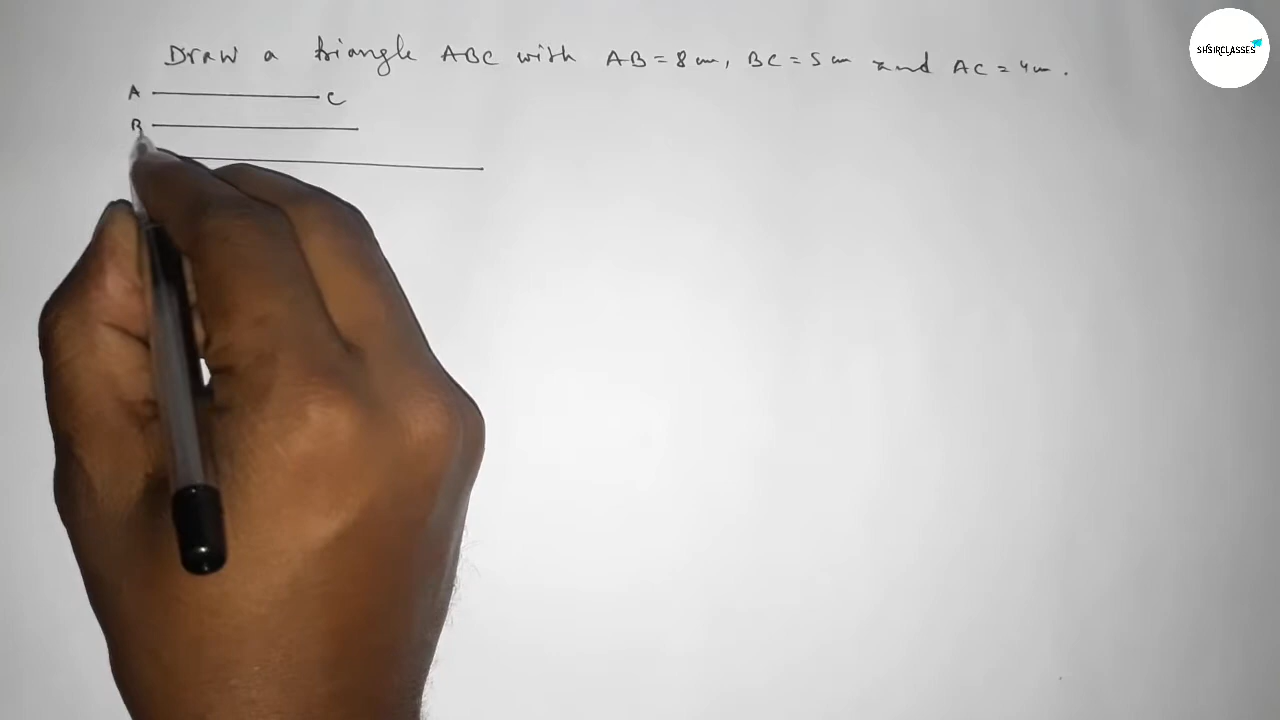 Draw a triangle ABC with AB = 8 cm, BC = 5 cm and AC = 4 cm.
SHSIRCLASSES
A C
B